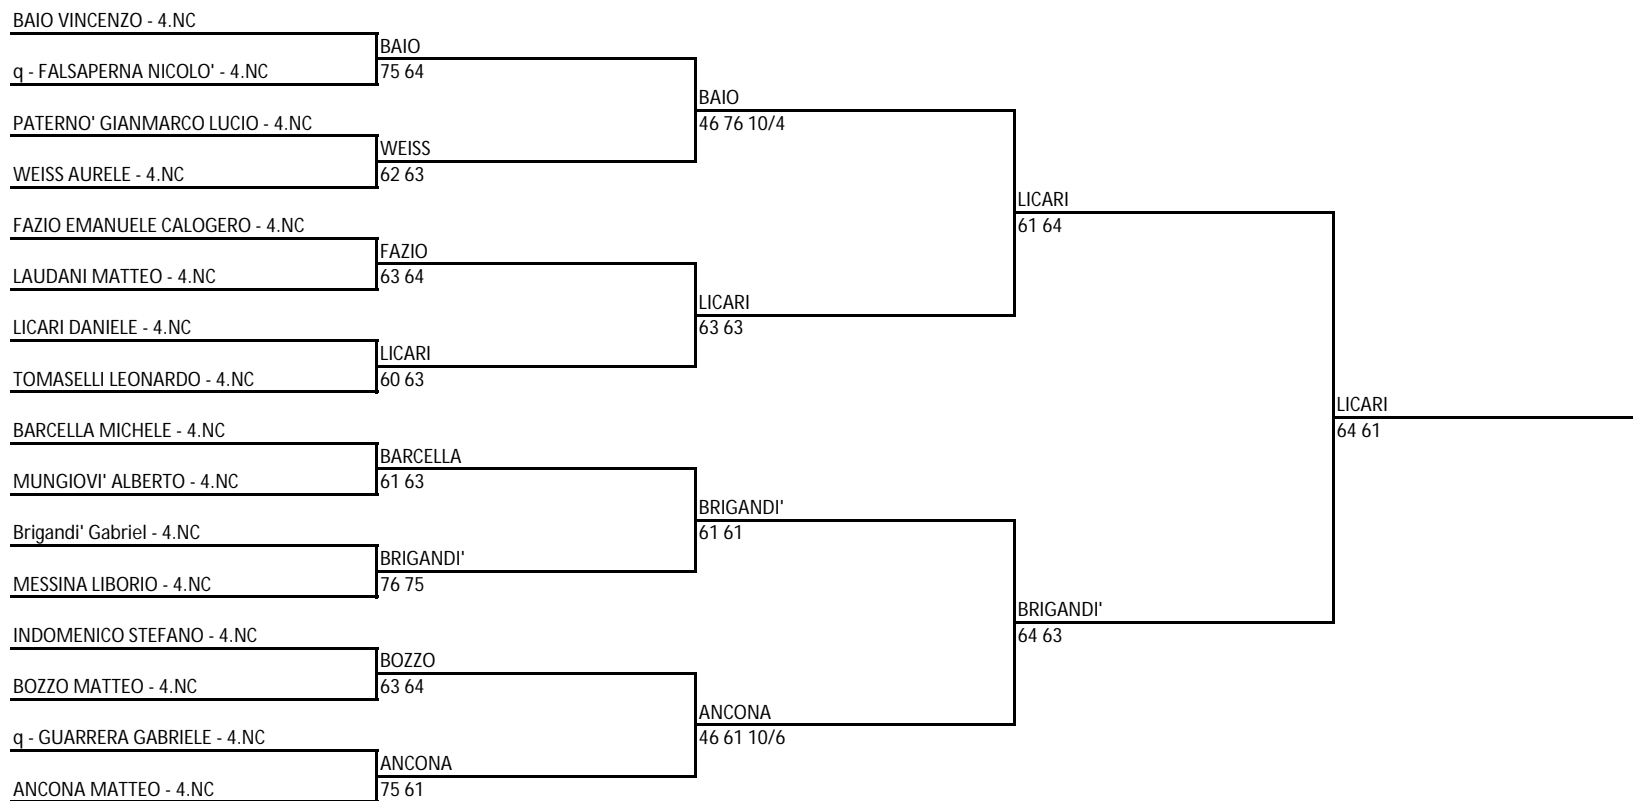 BAIO VINCENZO - 4.NC
BAIO
q - FALSAPERNA NICOLO' - 4.NC
75 64
BAIO
PATERNO' GIANMARCO LUCIO - 4.NC
46 76 10/4
WEISS
WEISS AURELE - 4.NC
62 63
LICARI
FAZIO EMANUELE CALOGERO - 4.NC
61 64
FAZIO
LAUDANI MATTEO - 4.NC
63 64
LICARI
LICARI DANIELE - 4.NC
63 63
LICARI
TOMASELLI LEONARDO - 4.NC
60 63
LICARI
BARCELLA MICHELE - 4.NC
64 61
BARCELLA
MUNGIOVI' ALBERTO - 4.NC
61 63
BRIGANDI'
Brigandi' Gabriel - 4.NC
61 61
BRIGANDI'
MESSINA LIBORIO - 4.NC
76 75
BRIGANDI'
INDOMENICO STEFANO - 4.NC
64 63
BOZZO
BOZZO MATTEO - 4.NC
63 64
ANCONA
q - GUARRERA GABRIELE - 4.NC
46 61 10/6
ANCONA
ANCONA MATTEO - 4.NC
75 61